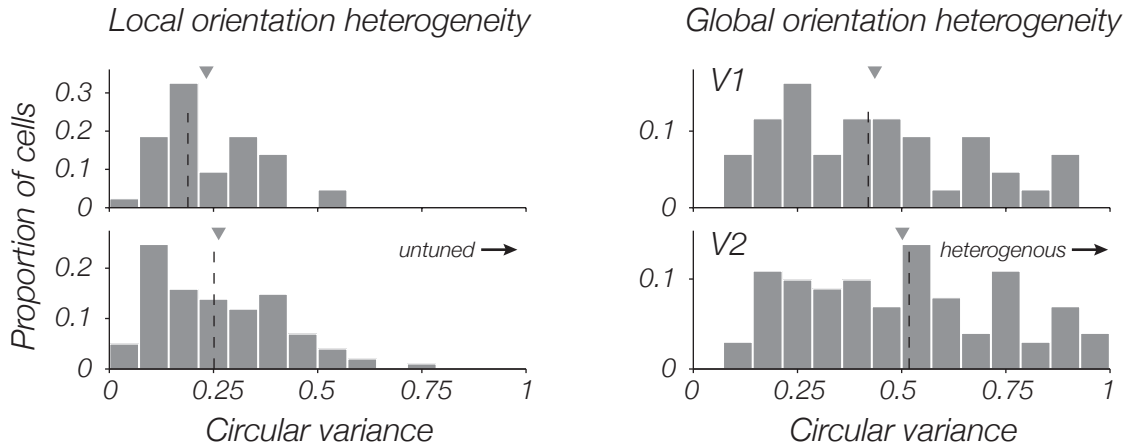 Local orientation heterogeneity
Global orientation heterogeneity
Proportion of cells
0.3
0.2
0.1
0
V1
0.1
0
untuned
0.2
0.1
0
V2
heterogenous
0.1
0
0 0.25 0.5 0.75 1
0 0.25 0.5 0.75 1
Circular variance
Circular variance